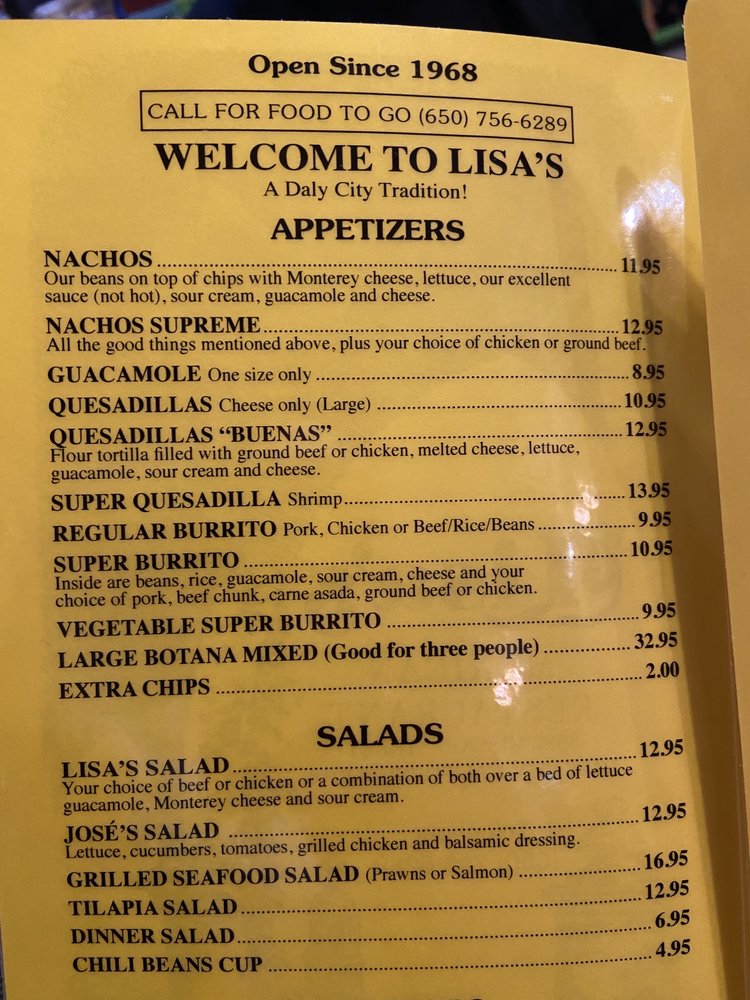 Open Since 1968
CALL FOR FOOD TO GO (650) 756-6289
WELCOME TO LISA'S
A Daly City Tradition!
APPETIZERS
NACHOS 11.95
Our beans on top of chips with Monterey cheese, lettuce, our excellent
sauce (not hot), sour cream, guacamole and cheese.
NACHOS SUPREME 12.95
All the good things mentioned above, plus your choice of chicken or ground beef.
GUACAMOLE One size only 8.95
QUESADILLAS Cheese only (Large) 10.95
QUESADILLAS "BUENAS" 12.95
Flour tortilla filled with ground beef or chicken, melted cheese, lettuce,
guacamole, sour cream and cheese.
SUPER QUESADILLA Shrimp 13.95
REGULAR BURRITO Pork, Chicken or Beef/Rice/Beans 9.95
SUPER BURRITO 10.95
Inside are beans, rice, guacamole, sour cream, cheese and your
choice of pork, beef chunk, carne asada, ground beef or chicken.
VEGETABLE SUPER BURRITO 9.95
LARGE BOTANA MIXED (Good for three people) 32.95
EXTRA CHIPS 2.00
SALADS
LISA'S SALAD 12.95
Your choice of beef or chicken or a combination of both over a bed of lettuce
guacamole, Monterey cheese and sour cream.
JOSÉ'S SALAD 12.95
Lettuce, cucumbers, tomatoes, grilled chicken and balsamic dressing.
GRILLED SEAFOOD SALAD (Prawns or Salmon) 16.95
TILAPIA SALAD 12.95
DINNER SALAD 6.95
CHILI BEANS CUP 4.95